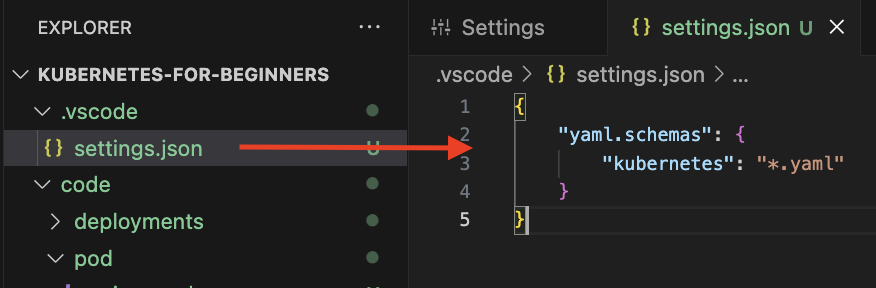 EXPLORER ...
KUBERNETES-FOR-BEGINNERS
.vscode
{} settings.json U
code
deployments
pod
Settings
{} settings.json U
.vscode > {} settings.json > ...
1 {
2 "yaml.schemas": {
3 "kubernetes": "*.yaml"
4 }
5 }